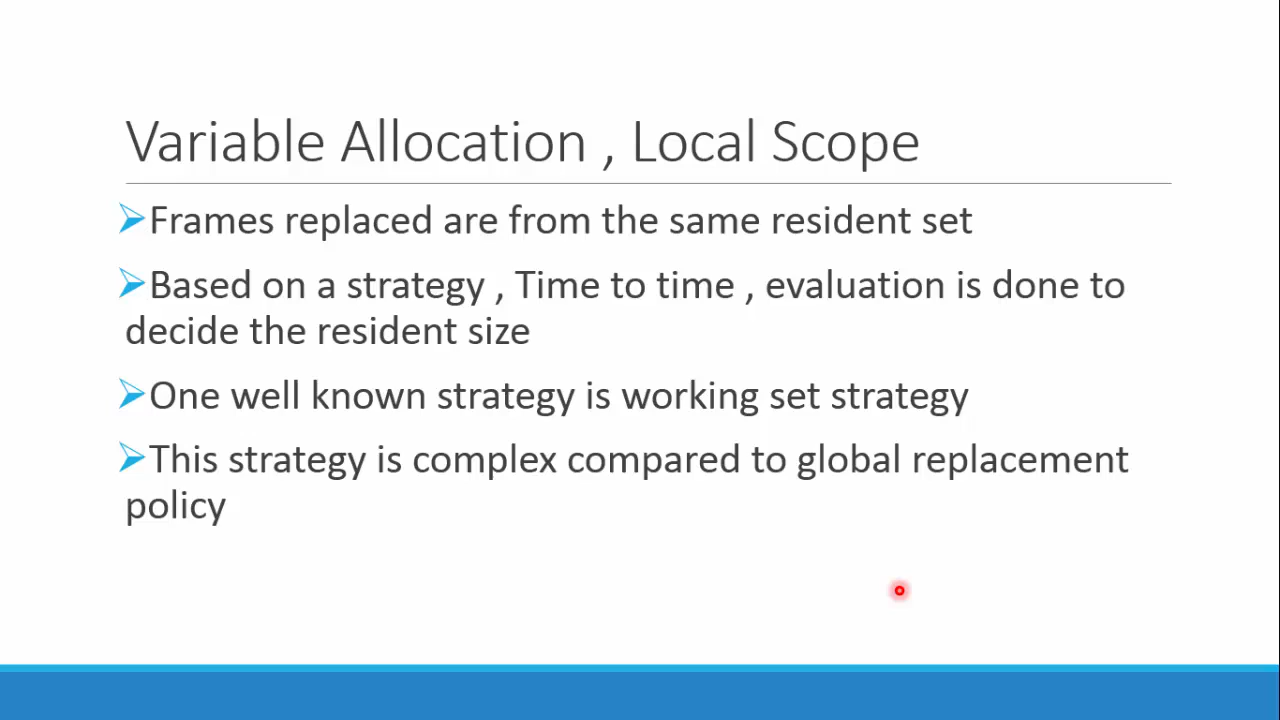 Variable Allocation , Local Scope
Frames replaced are from the same resident set
Based on a strategy , Time to time , evaluation is done to
decide the resident size
One well known strategy is working set strategy
This strategy is complex compared to global replacement
policy